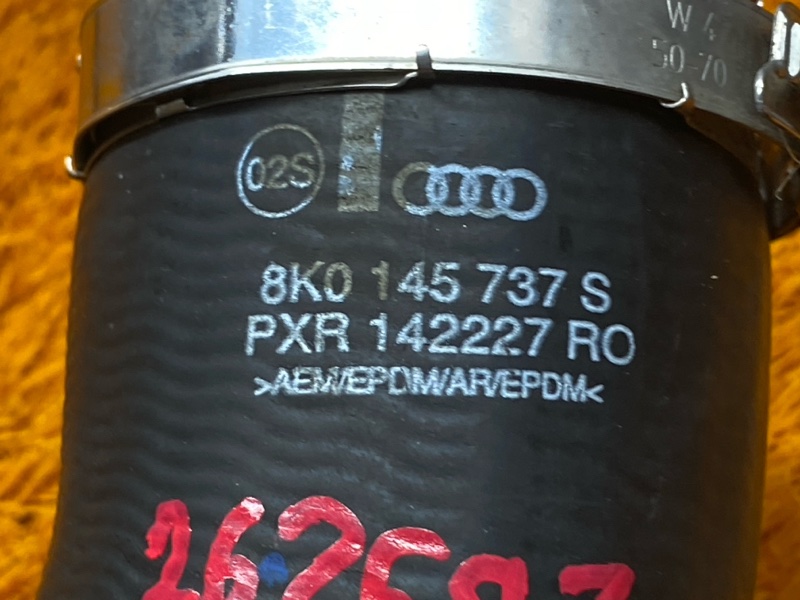 W 4
50-70
02S
8K0 145 737 S
PXR 142227 RO
>AEM/EPDM/AR/EPDM<